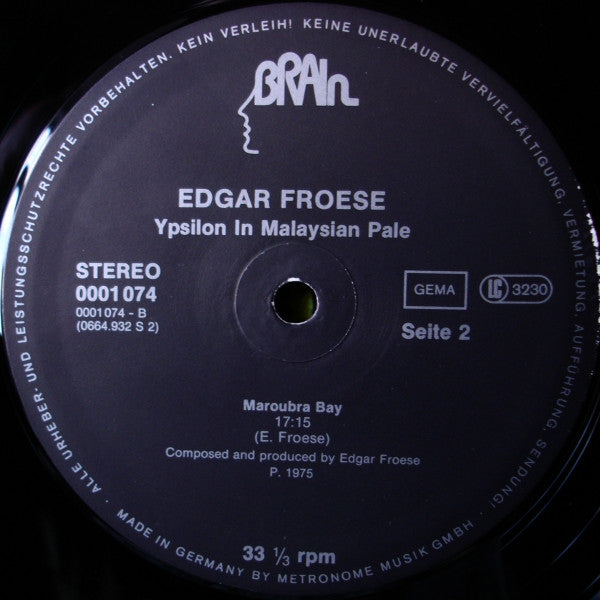 BRAIN
EDGAR FROESE
Ypsilon In Malaysian Pale
STEREO
0001 074
0001 074 - B
(0664.932 S 2)
GEMA
LC 3230
Seite 2
Maroubra Bay
17:15
(E. Froese)
Composed and produced by Edgar Froese
P. 1975
33 1/3 rpm
· ALLE URHEBER- UND LEISTUNGSSCHUTZRECHTE VORBEHALTEN. KEIN VERLEIH! KEINE UNERLAUBTE VERVIELFÄLTIGUNG, VERMIETUNG, AUFFÜHRUNG, SENDUNG! ·
MADE IN GERMANY BY METRONOME MUSIK GMBH